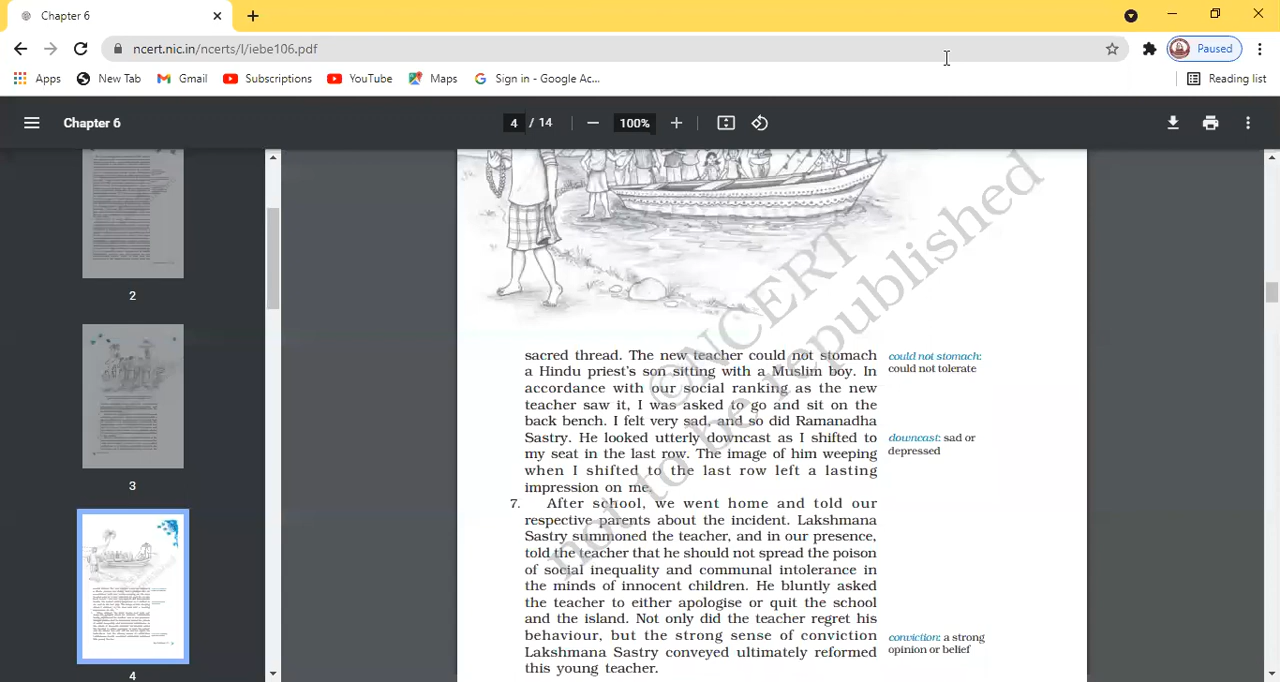 Chapter 6
ncert.nic.in/ncerts/l/iebe106.pdf
Paused
Apps
New Tab
Gmail
Subscriptions
YouTube
Maps
Sign in - Google Ac...
Reading list
Chapter 6
4 / 14
100%
2
3
4
©NCERT
not to be republished
sacred thread. The new teacher could not stomach
a Hindu priest's son sitting with a Muslim boy. In
accordance with our social ranking as the new
teacher saw it, I was asked to go and sit on the
back bench. I felt very sad, and so did Ramanadha
Sastry. He looked utterly downcast as I shifted to
my seat in the last row. The image of him weeping
when I shifted to the last row left a lasting
impression on me.
could not stomach:
could not tolerate
downcast: sad or
depressed
7. After school, we went home and told our
respective parents about the incident. Lakshmana
Sastry summoned the teacher, and in our presence,
told the teacher that he should not spread the poison
of social inequality and communal intolerance in
the minds of innocent children. He bluntly asked
the teacher to either apologise or quit the school
and the island. Not only did the teacher regret his
behaviour, but the strong sense of conviction
Lakshmana Sastry conveyed ultimately reformed
this young teacher.
conviction: a strong
opinion or belief